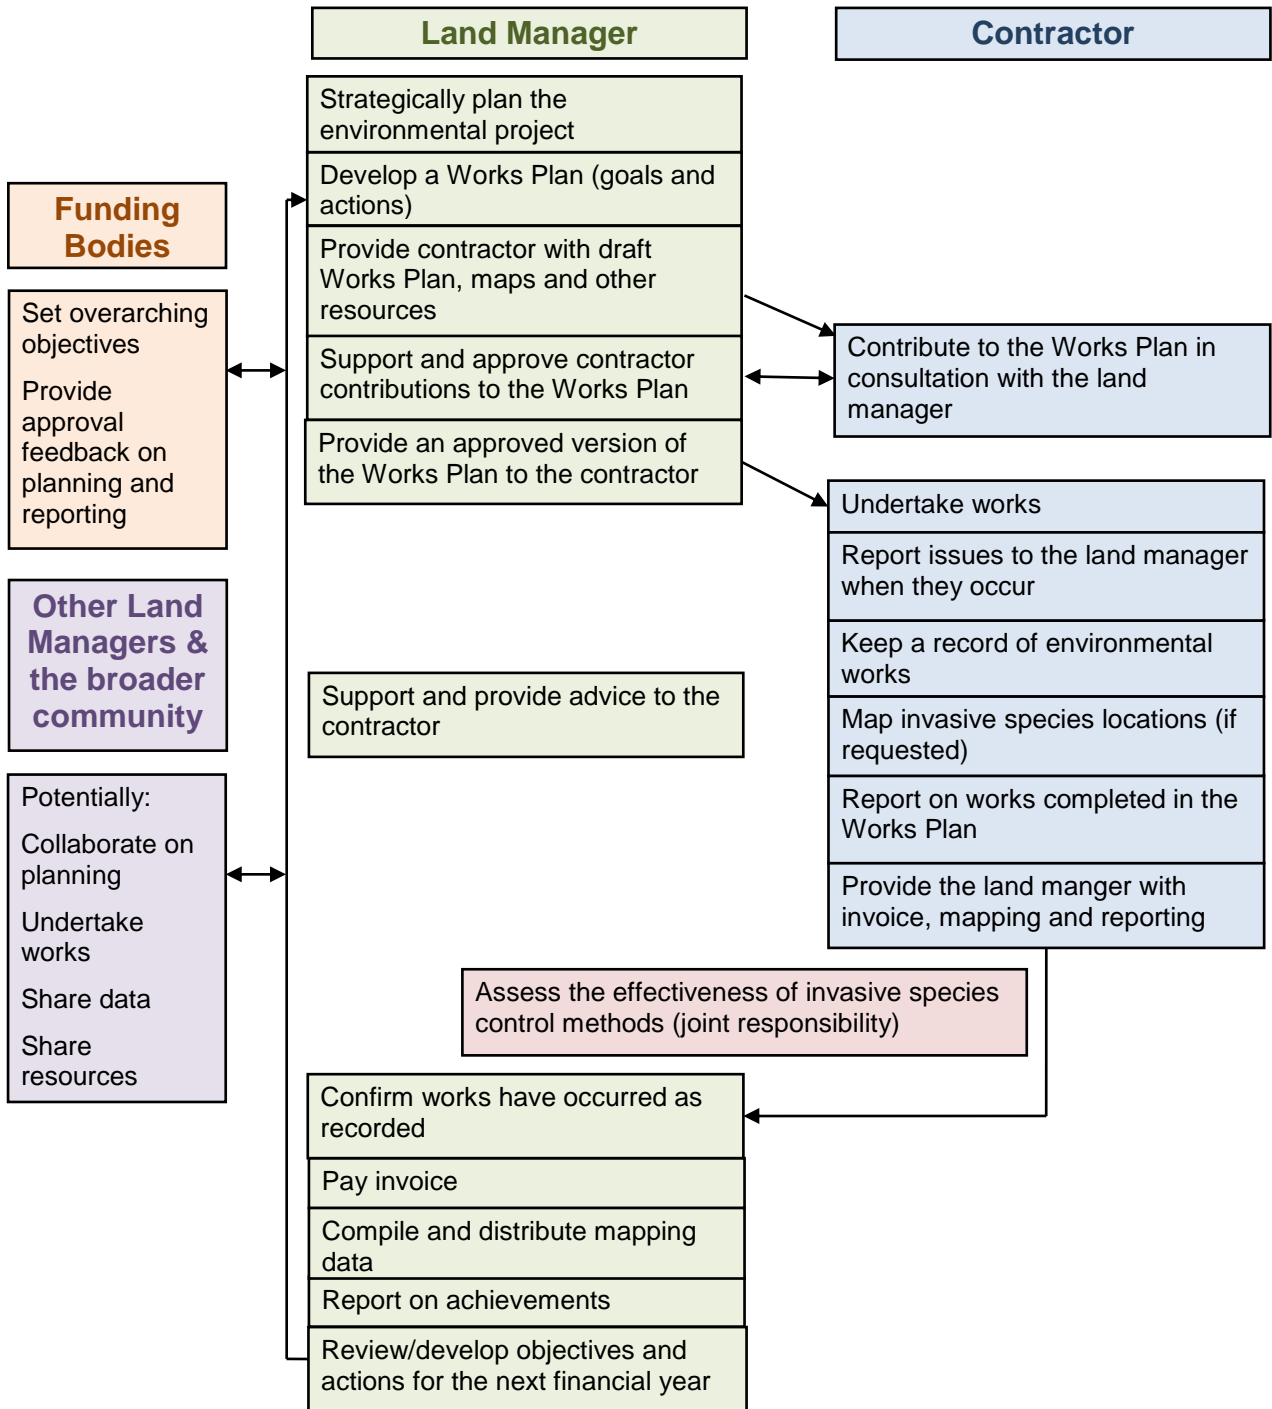 Land Manager
Contractor
Strategically plan the
environmental project
Develop a Works Plan (goals and
actions)
Provide contractor with draft
Works Plan, maps and other
resources
Support and approve contractor
contributions to the Works Plan
Provide an approved version of
the Works Plan to the contractor
Funding
Bodies
Set overarching
objectives
Provide
approval
feedback on
planning and
reporting
Contribute to the Works Plan in
consultation with the land
manager
Undertake works
Report issues to the land manager
when they occur
Keep a record of environmental
works
Map invasive species locations (if
requested)
Report on works completed in the
Works Plan
Provide the land manger with
invoice, mapping and reporting
Other Land
Managers &
the broader
community
Potentially:
Collaborate on
planning
Undertake
works
Share data
Share
resources
Support and provide advice to the
contractor
Assess the effectiveness of invasive species
control methods (joint responsibility)
Confirm works have occurred as
recorded
Pay invoice
Compile and distribute mapping
data
Report on achievements
Review/develop objectives and
actions for the next financial year